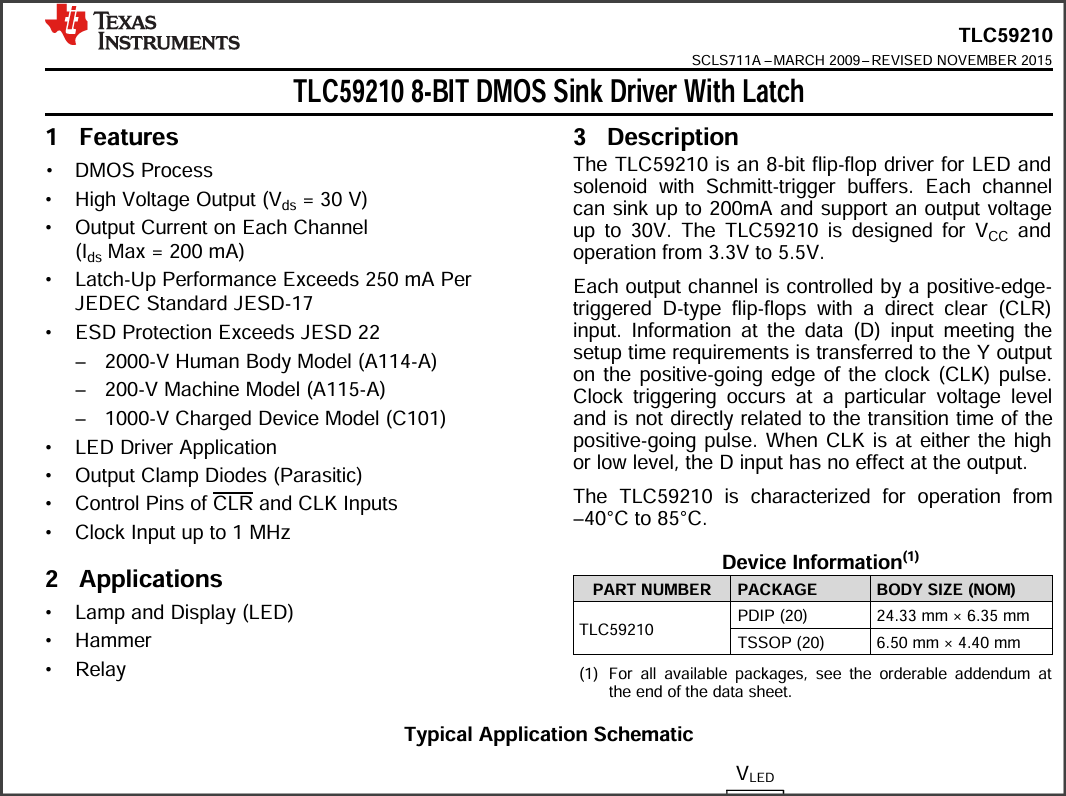 TEXAS
INSTRUMENTS
TLC59210
SCLS711A – MARCH 2009 – REVISED NOVEMBER 2015
TLC59210 8-BIT DMOS Sink Driver With Latch
1 Features
• DMOS Process
• High Voltage Output (Vds = 30 V)
• Output Current on Each Channel
(Ids Max = 200 mA)
• Latch-Up Performance Exceeds 250 mA Per
JEDEC Standard JESD-17
• ESD Protection Exceeds JESD 22
– 2000-V Human Body Model (A114-A)
– 200-V Machine Model (A115-A)
– 1000-V Charged Device Model (C101)
• LED Driver Application
• Output Clamp Diodes (Parasitic)
• Control Pins of CLR and CLK Inputs
• Clock Input up to 1 MHz
2 Applications
• Lamp and Display (LED)
• Hammer
• Relay
3 Description
The TLC59210 is an 8-bit flip-flop driver for LED and
solenoid with Schmitt-trigger buffers. Each channel
can sink up to 200mA and support an output voltage
up to 30V. The TLC59210 is designed for VCC and
operation from 3.3V to 5.5V.
Each output channel is controlled by a positive-edge-
triggered D-type flip-flops with a direct clear (CLR)
input. Information at the data (D) input meeting the
setup time requirements is transferred to the Y output
on the positive-going edge of the clock (CLK) pulse.
Clock triggering occurs at a particular voltage level
and is not directly related to the transition time of the
positive-going pulse. When CLK is at either the high
or low level, the D input has no effect at the output.
The TLC59210 is characterized for operation from
–40°C to 85°C.
Device Information(1)
PART NUMBER PACKAGE BODY SIZE (NOM)
TLC59210 PDIP (20) 24.33 mm × 6.35 mm
TSSOP (20) 6.50 mm × 4.40 mm
(1) For all available packages, see the orderable addendum at
the end of the data sheet.
Typical Application Schematic
VLED